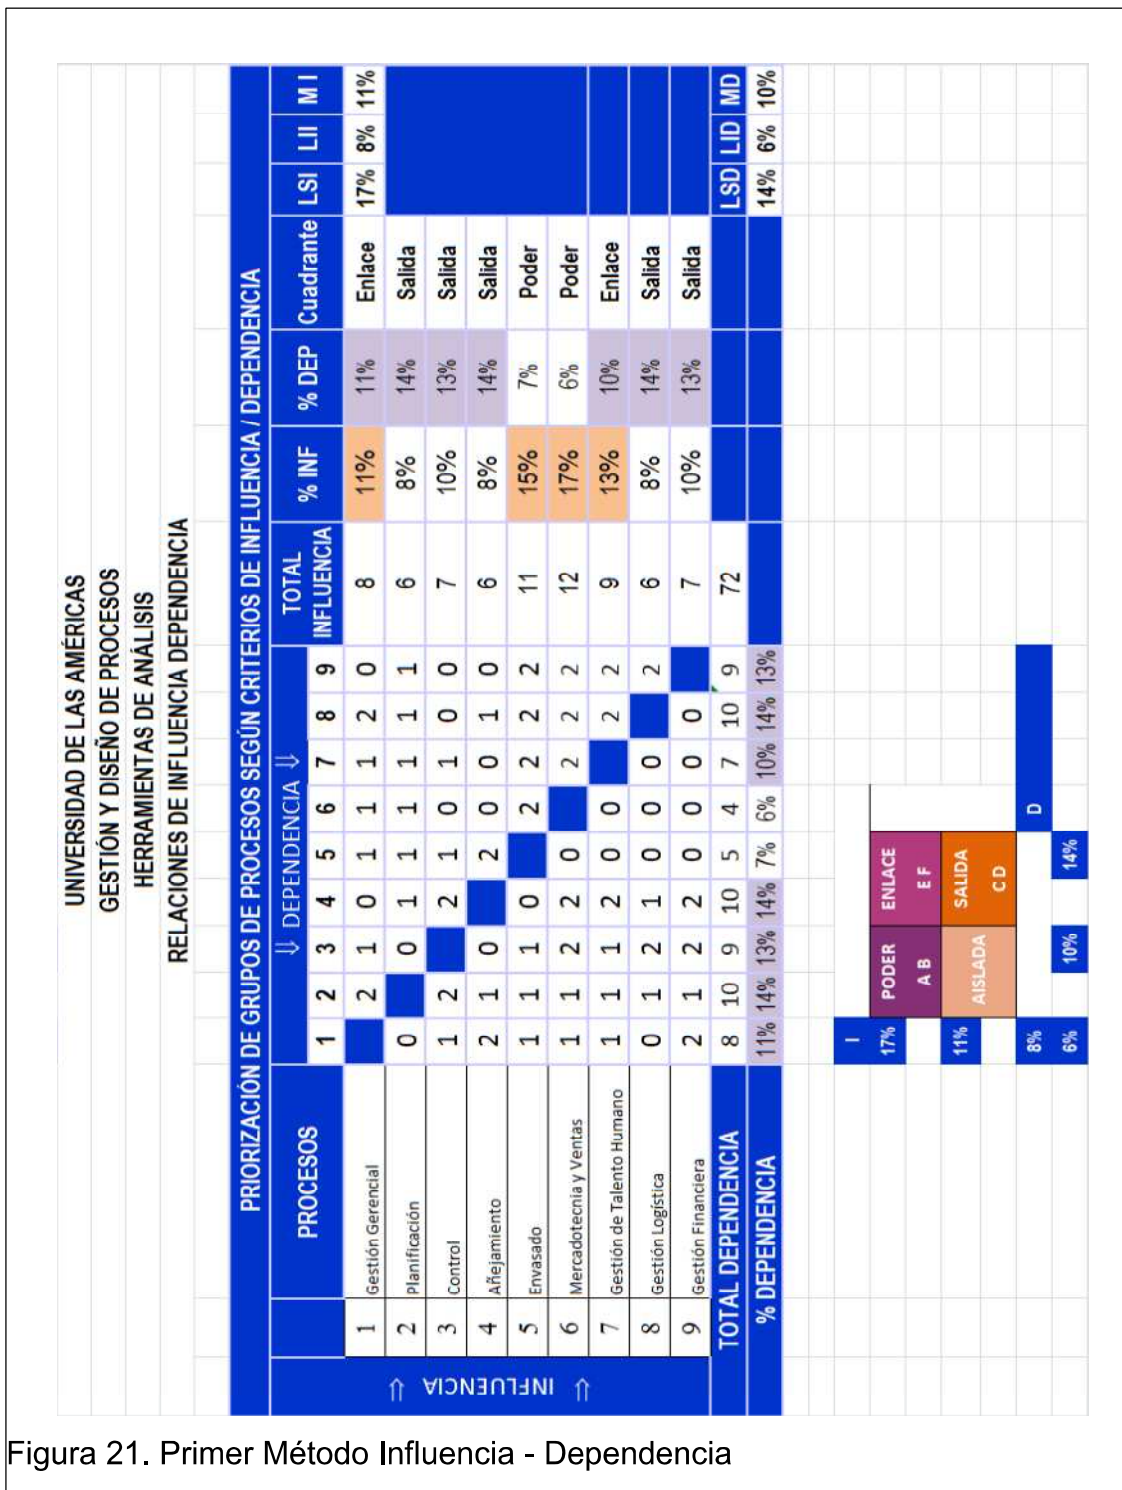 UNIVERSIDAD DE LAS AMÉRICAS
GESTIÓN Y DISEÑO DE PROCESOS
HERRAMIENTAS DE ANÁLISIS
RELACIONES DE INFLUENCIA DEPENDENCIA
PRIORIZACIÓN DE GRUPOS DE PROCESOS SEGÚN CRITERIOS DE INFLUENCIA / DEPENDENCIA
PROCESOS ⇓ DEPENDENCIA ⇓ TOTAL INFLUENCIA % INF % DEP Cuadrante LSI LII M I
1 2 3 4 5 6 7 8 9
⇓ INFLUENCIA ⇓
1 Gestión Gerencial 2 1 0 1 1 1 2 0 8 11% 11% Enlace 17% 8% 11%
2 Planificación 0 0 1 1 1 1 1 1 6 8% 14% Salida
3 Control 1 2 2 1 0 1 0 0 7 10% 13% Salida
4 Añejamiento 2 1 0 2 0 0 1 0 6 8% 14% Salida
5 Envasado 1 1 1 0 2 2 2 2 11 15% 7% Poder
6 Mercadotecnia y Ventas 1 1 2 2 0 2 2 2 12 17% 6% Poder
7 Gestión de Talento Humano 1 1 1 2 0 0 2 2 9 13% 10% Enlace
8 Gestión Logística 0 1 2 1 0 0 0 2 6 8% 14% Salida
9 Gestión Financiera 2 1 2 2 0 0 0 0 7 10% 13% Salida
TOTAL DEPENDENCIA 8 10 9 10 5 4 7 10 9 72 LSD LID MD
% DEPENDENCIA 11% 14% 13% 14% 7% 6% 10% 14% 13% 14% 6% 10%
I
17% PODER ENLACE
A B E F
11% AISLADA SALIDA
C D
8% D
6% 10% 14%
Figura 21. Primer Método Influencia - Dependencia